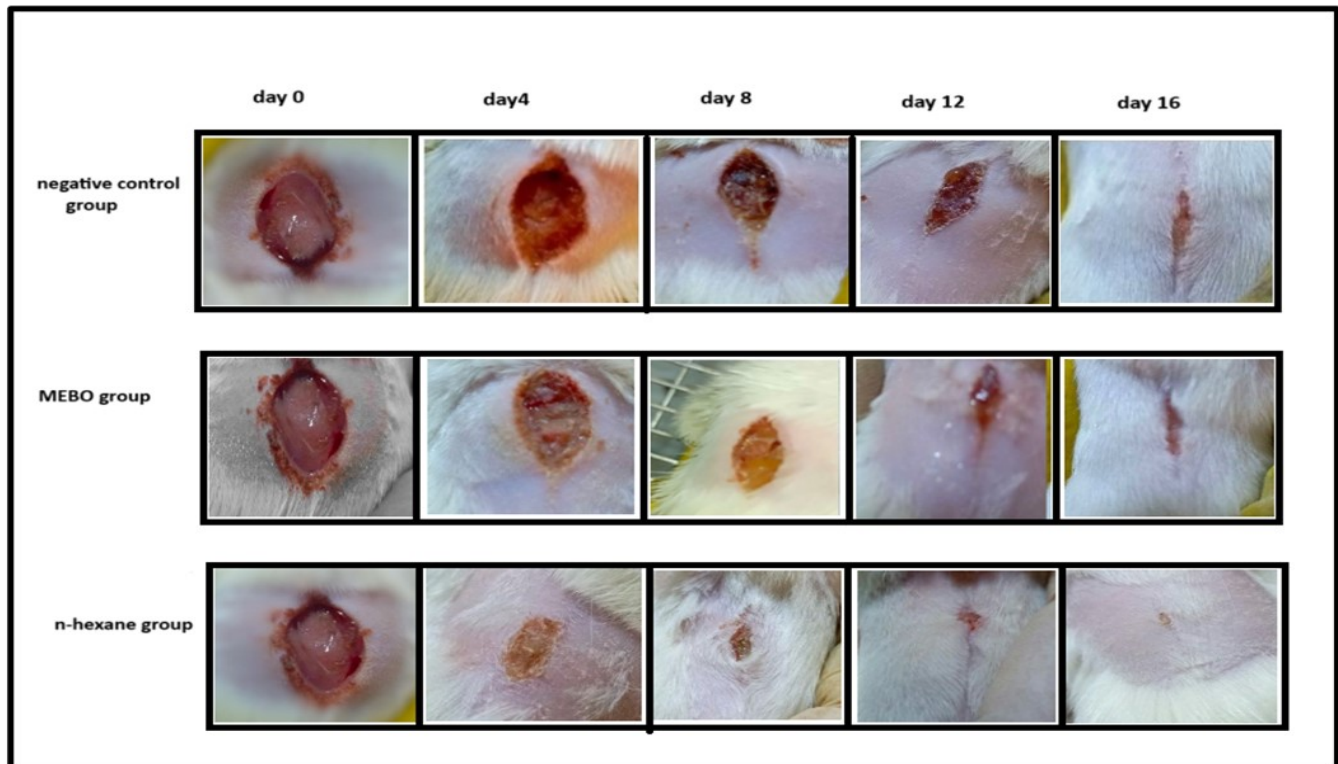 day 0
day4
day 8
day 12
day 16
negative control
group
MEBO group
n-hexane group